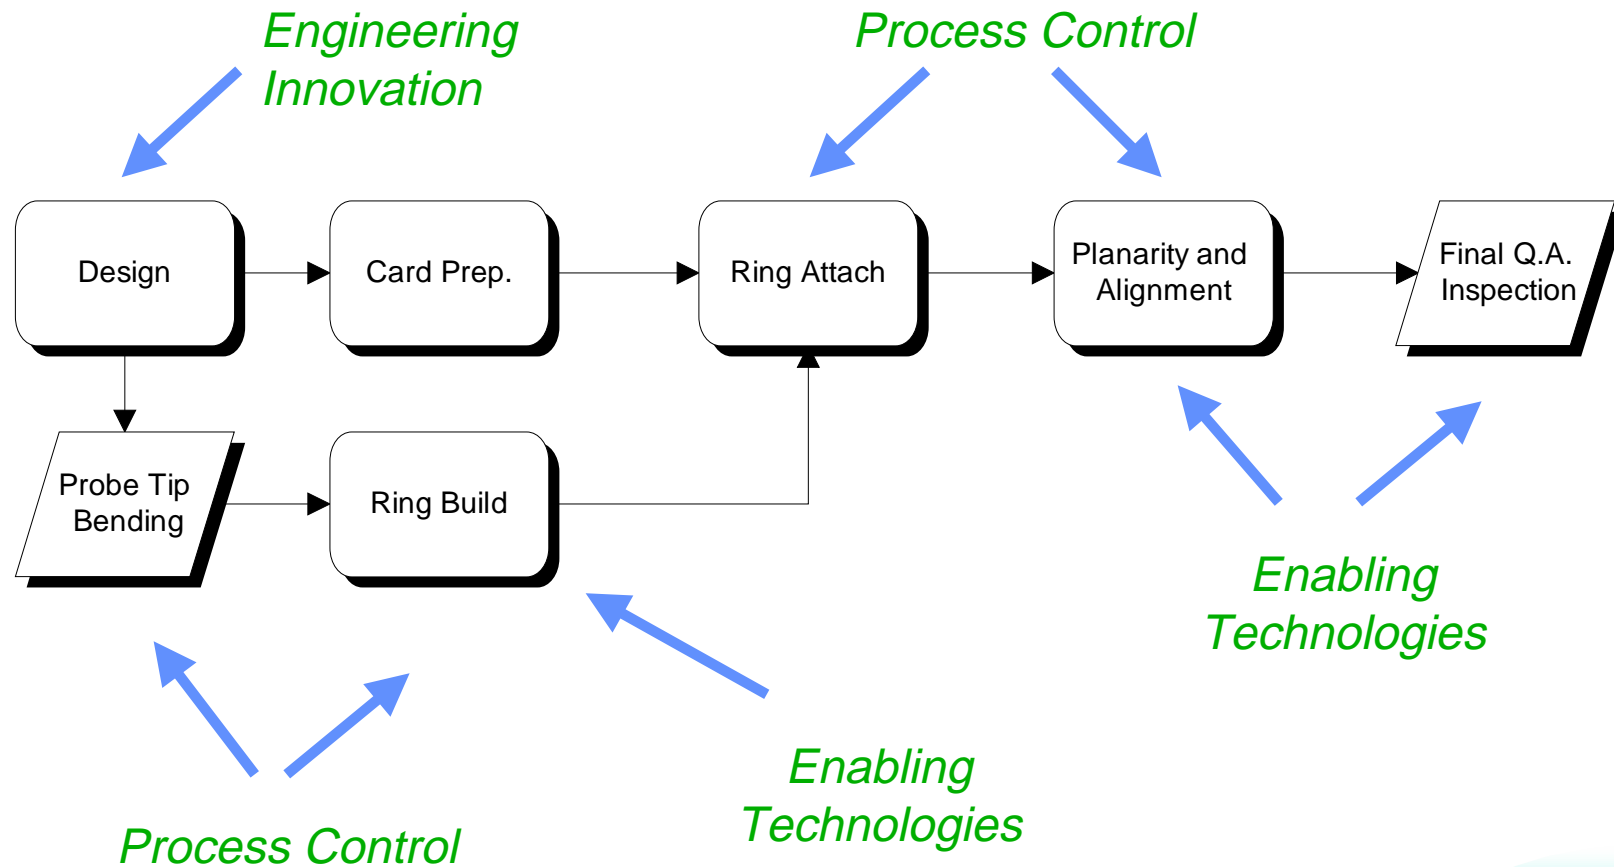 Engineering
Innovation
Process Control
Design
Card Prep.
Ring Attach
Planarity and
Alignment
Final Q.A.
Inspection
Probe Tip
Bending
Ring Build
Enabling
Technologies
Enabling
Technologies
Process Control